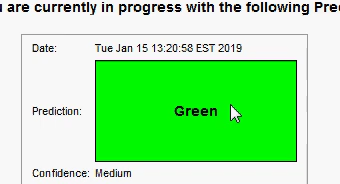 are currently in progress with the following
Date: Tue Jan 15 13:20:58 EST 2019
Prediction: Green
Confidence: Medium